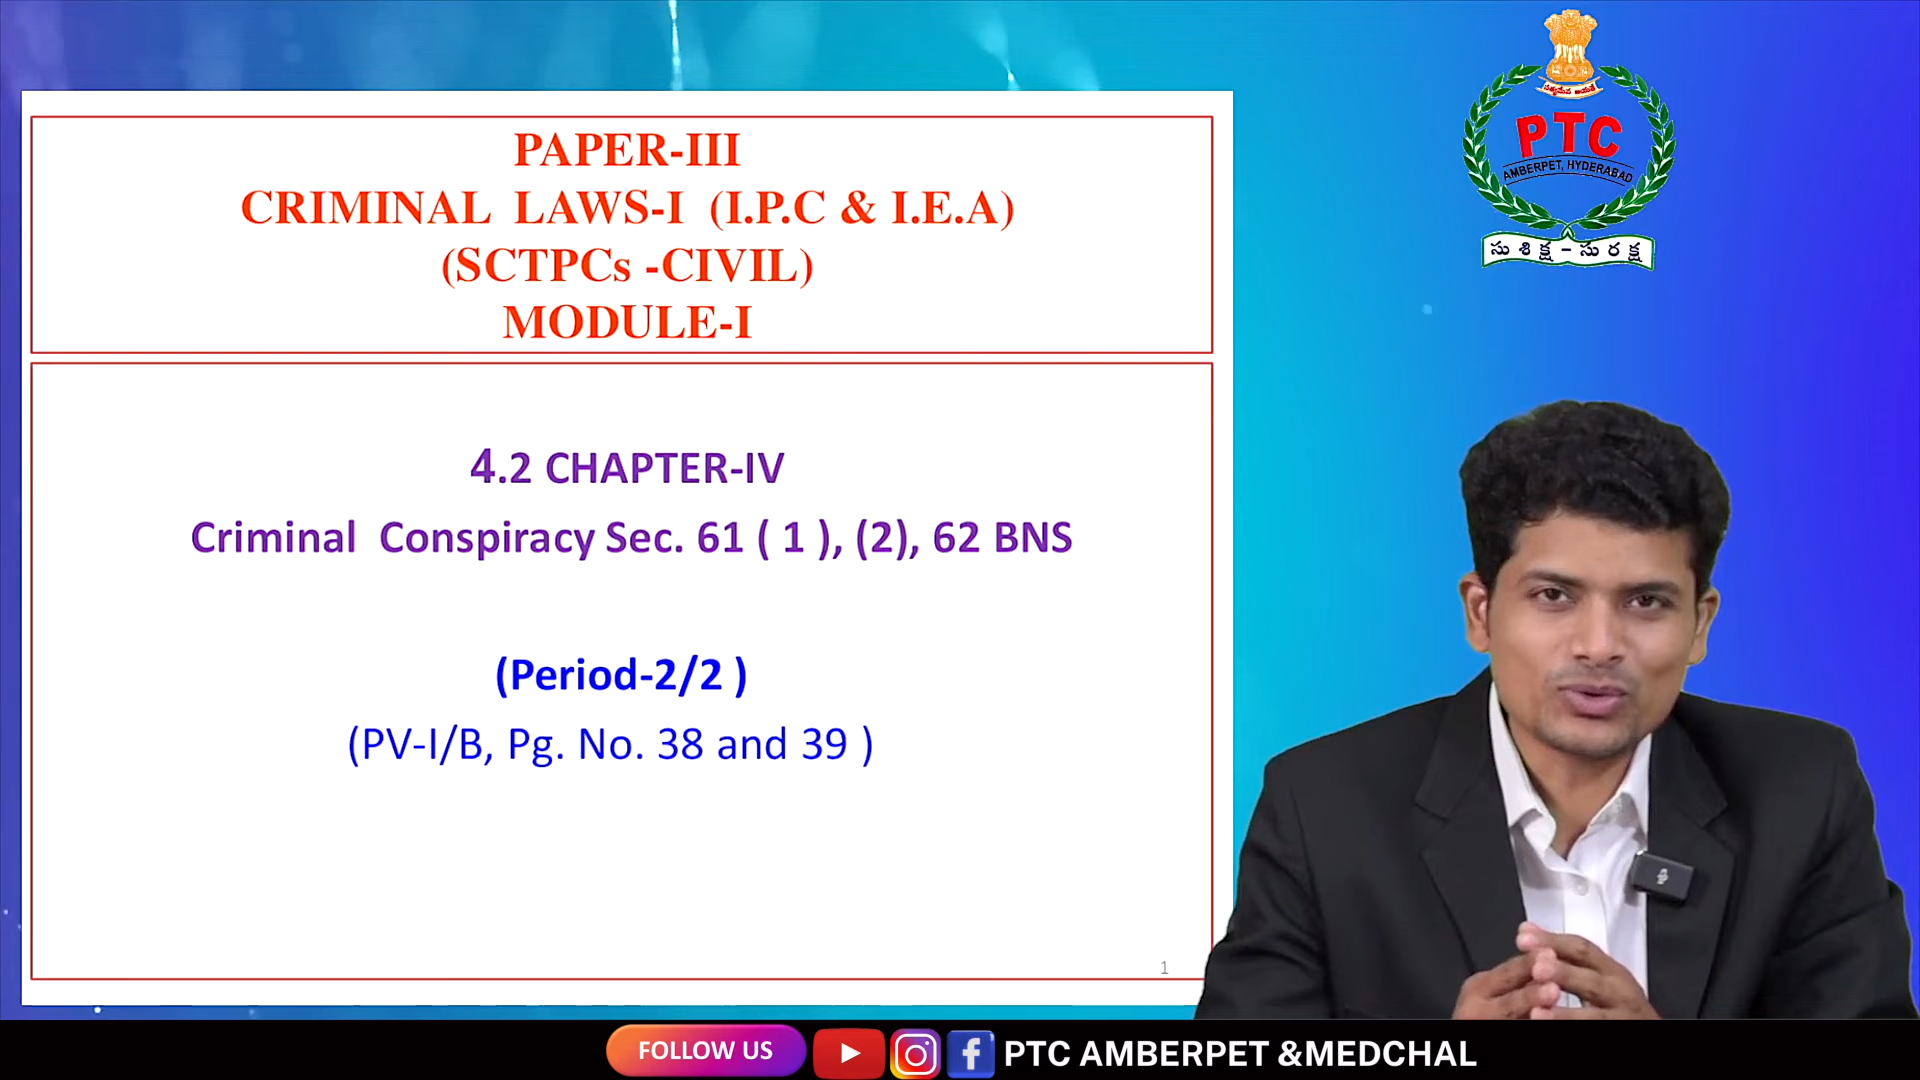 PAPER-III
CRIMINAL LAWS-I (I.P.C & I.E.A)
(SCTPCs -CIVIL)
MODULE-I
4.2 CHAPTER-IV
Criminal Conspiracy Sec. 61 ( 1 ), (2), 62 BNS
(Period-2/2 )
(PV-I/B, Pg. No. 38 and 39 )
1
PTC
AMBERPET, HYDERABAD
సు శి క్ష – సు ర క్ష
FOLLOW US
PTC AMBERPET &MEDCHAL